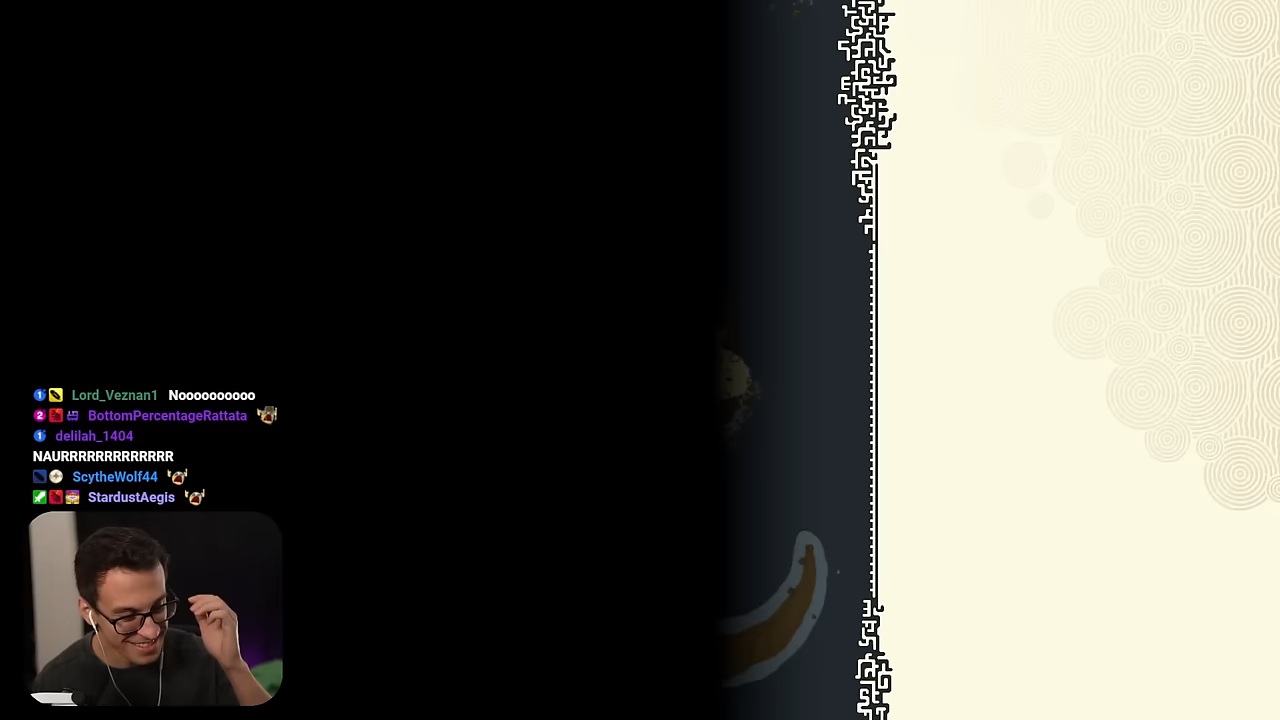 Lord_Veznan1 Noooooooooo
BottomPercentageRattata
delilah_1404
NAURRRRRRRRRRRRR
ScytheWolf44
StardustAegis